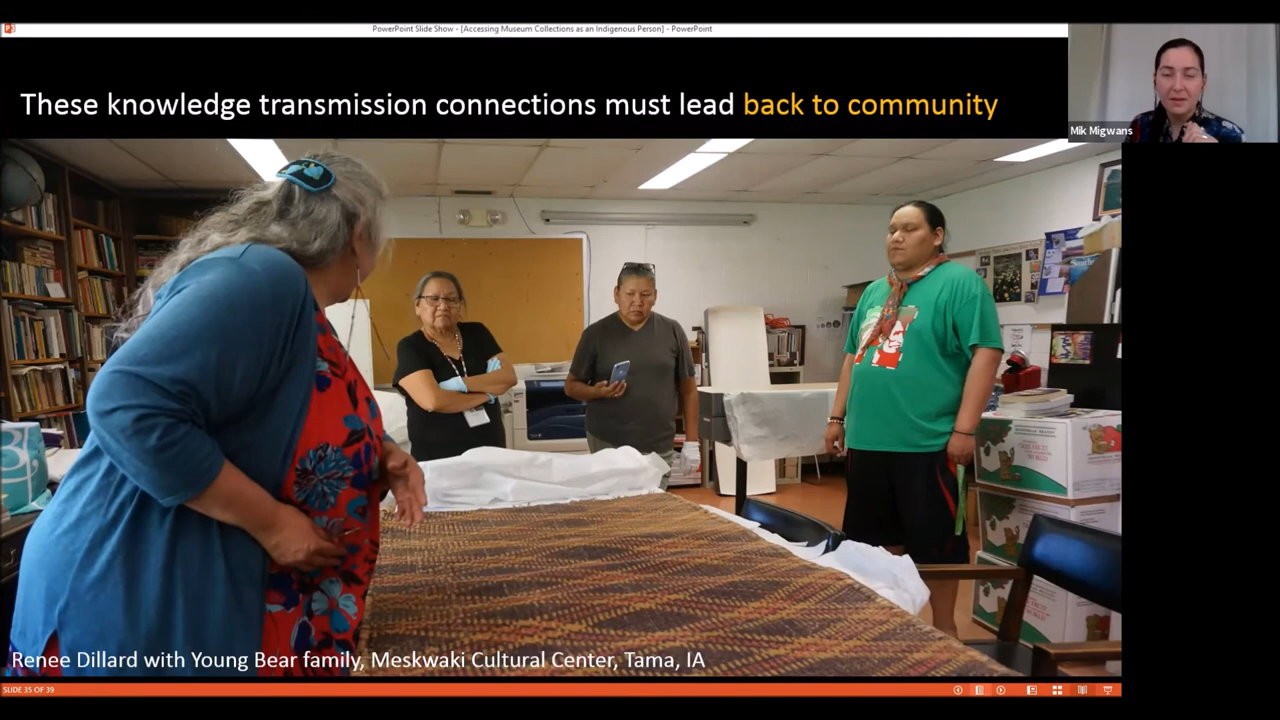 PowerPoint Slide Show - [Accessing Museum Collections as an Indigenous Person] - PowerPoint
These knowledge transmission connections must lead back to community
Mik Migwans
Renee Dillard with Young Bear family, Meskwaki Cultural Center, Tama, IA
SLIDE 35 OF 39